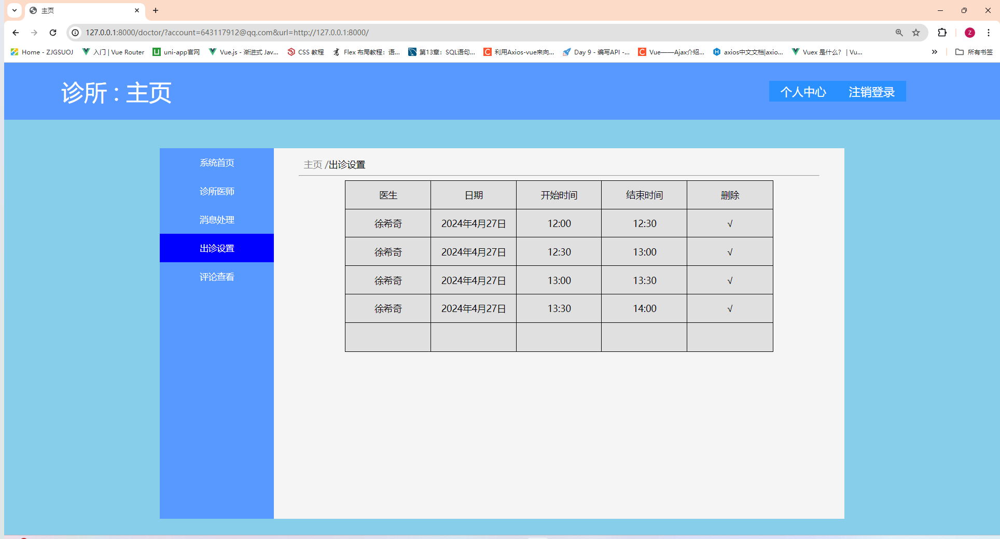 主页
127.0.0.1:8000/doctor/?account=643117912@qq.com&url=http://127.0.0.1:8000/
Z
Home - ZJGSUOJ 入门 | Vue Router uni-app官网 Vue.js - 渐进式 Jav... CSS 教程 Flex 布局教程：语... 第13章：SQL语句... 利用Axios-vue来向... Day 9 - 编写API -... Vue——Ajax介绍... axios中文文档|axio... Vuex 是什么？ | Vu... 所有书签
诊所 : 主页
个人中心 注销登录
系统首页
诊所医师
消息处理
出诊设置
评论查看
主页 /出诊设置
医生 日期 开始时间 结束时间 删除
徐希奇 2024年4月27日 12:00 12:30 √
徐希奇 2024年4月27日 12:30 13:00 √
徐希奇 2024年4月27日 13:00 13:30 √
徐希奇 2024年4月27日 13:30 14:00 √